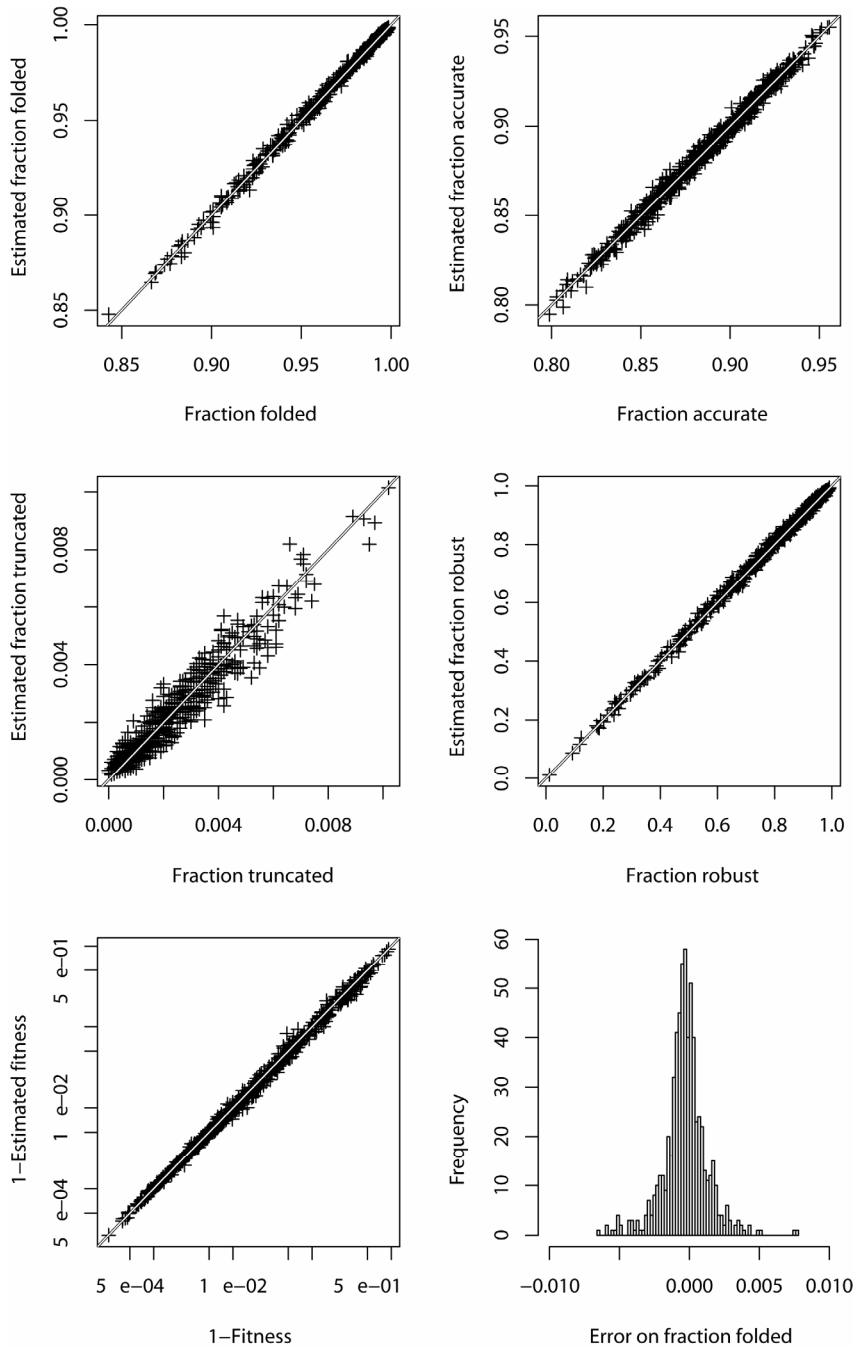 Estimated fraction folded
1.00
0.95
0.90
0.85
0.85 0.90 0.95 1.00
Fraction folded
Estimated fraction accurate
0.95
0.90
0.85
0.80
0.80 0.85 0.90 0.95
Fraction accurate
Estimated fraction truncated
0.008
0.004
0.000
0.000 0.004 0.008
Fraction truncated
Estimated fraction robust
1.0
0.8
0.6
0.4
0.2
0.0
0.0 0.2 0.4 0.6 0.8 1.0
Fraction robust
1−Estimated fitness
5 e−01
1 e−02
5 e−04
5 e−04 1 e−02 5 e−01
1−Fitness
Frequency
60
50
40
30
20
10
0
−0.010 0.000 0.005 0.010
Error on fraction folded